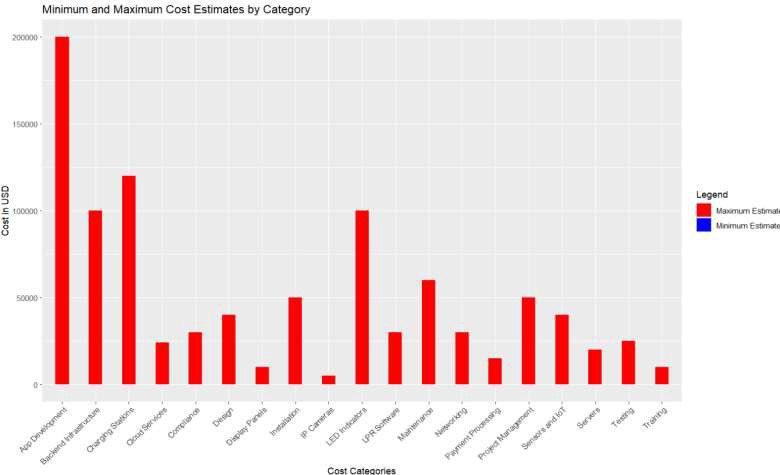 Minimum and Maximum Cost Estimates by Category
Cost in USD
200000
150000
100000
50000
0
App Development
Backend Infrastructure
Charging Stations
Cloud Services
Compliance
Design
Display Panels
Installation
IP Cameras
LED Indicators
LPR Software
Maintenance
Networking
Payment Processing
Project Management
Sensors and IoT
Servers
Testing
Training
Cost Categories
Legend
Maximum Estimate
Minimum Estimate